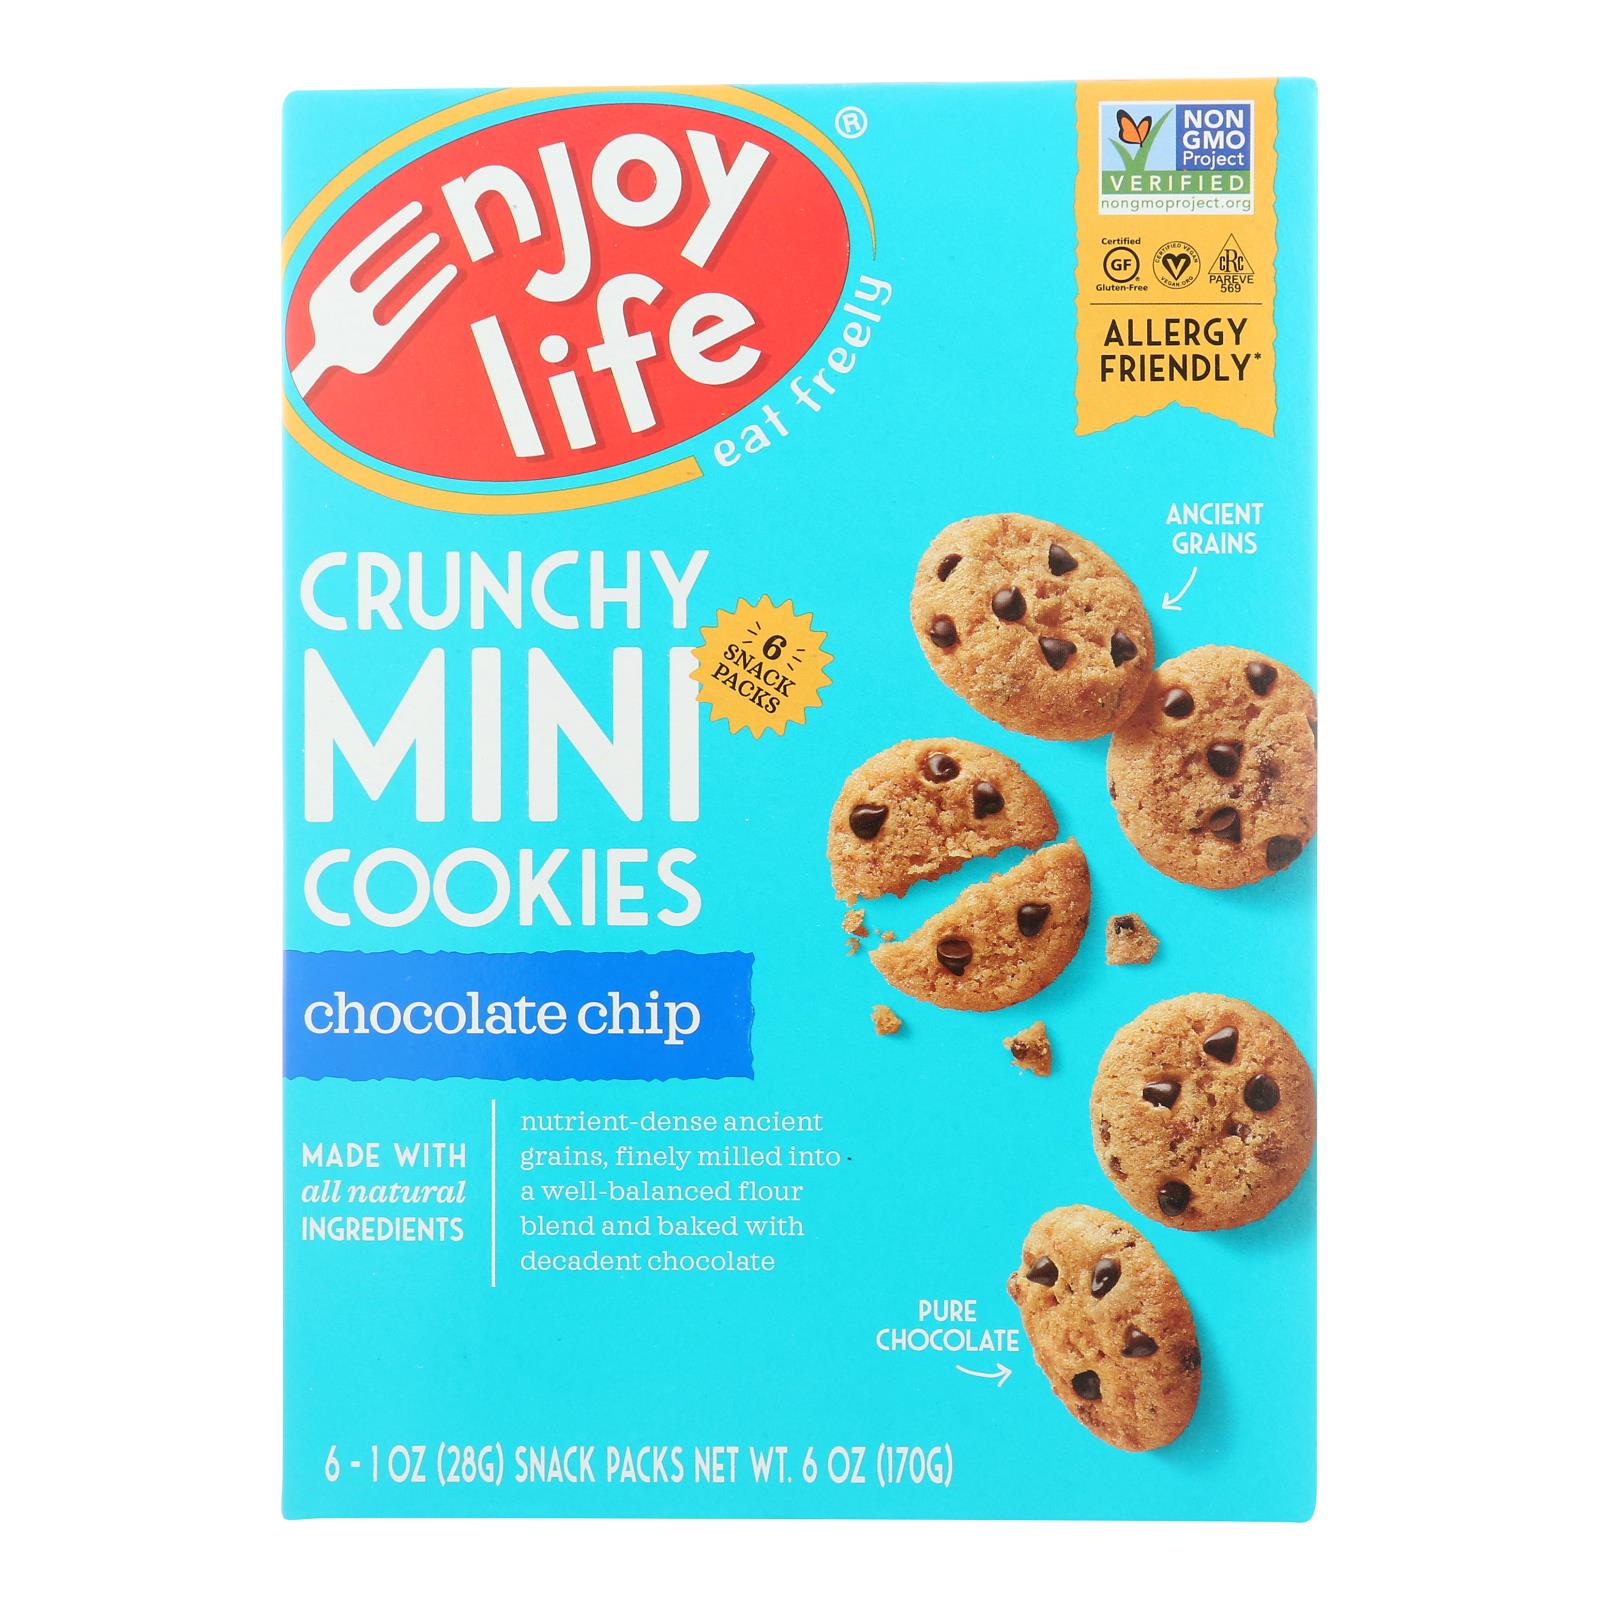 enjoy
life
®
eat freely
NON
GMO
Project
VERIFIED
nongmoproject.org
Certified
GF
Gluten-Free
CERTIFIED VEGAN
VEGAN.ORG
cRc
PAREVE
569
ALLERGY
FRIENDLY*
ANCIENT
GRAINS
CRUNCHY
MINI
COOKIES
6
SNACK
PACKS
chocolate chip
MADE WITH
all natural
INGREDIENTS
nutrient-dense ancient
grains, finely milled into
a well-balanced flour
blend and baked with
decadent chocolate
PURE
CHOCOLATE
6 - 1 OZ (28G) SNACK PACKS NET WT. 6 OZ (170G)